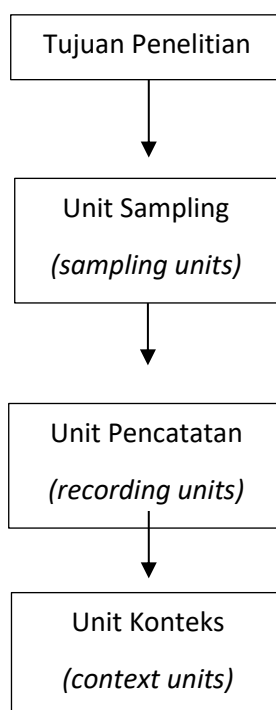 Tujuan Penelitian
Unit Sampling
(sampling units)
Unit Pencatatan
(recording units)
Unit Konteks
(context units)